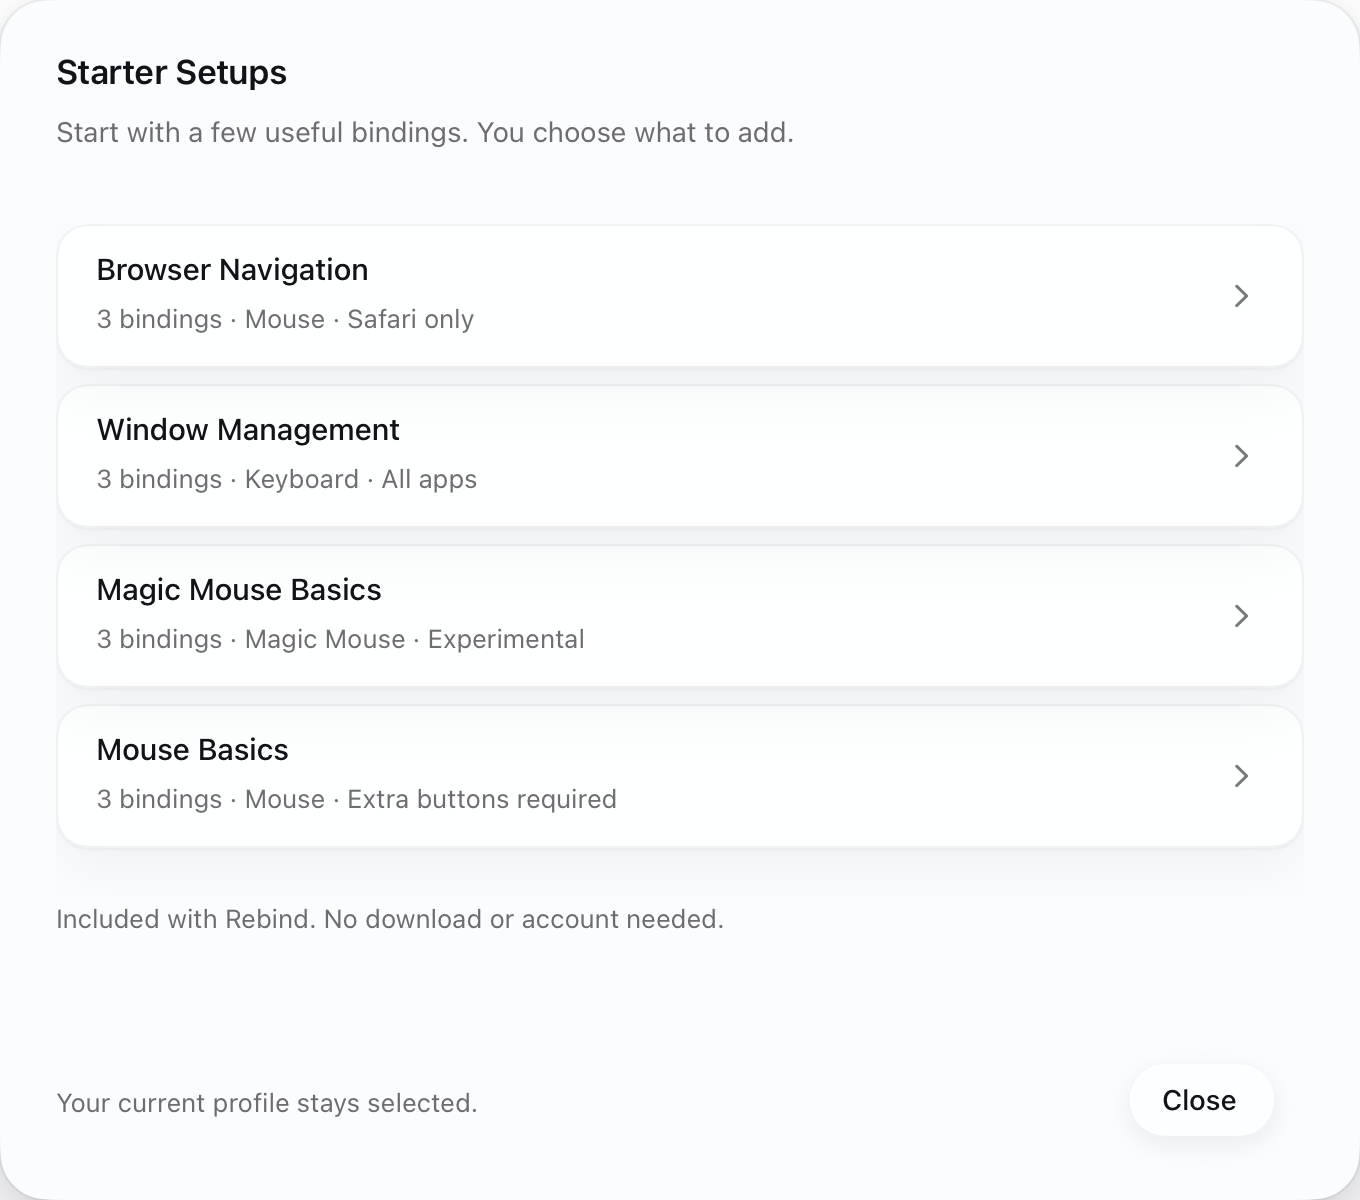 Starter Setups
Start with a few useful bindings. You choose what to add.
Browser Navigation
3 bindings · Mouse · Safari only
Window Management
3 bindings · Keyboard · All apps
Magic Mouse Basics
3 bindings · Magic Mouse · Experimental
Mouse Basics
3 bindings · Mouse · Extra buttons required
Included with Rebind. No download or account needed.
Your current profile stays selected.
Close